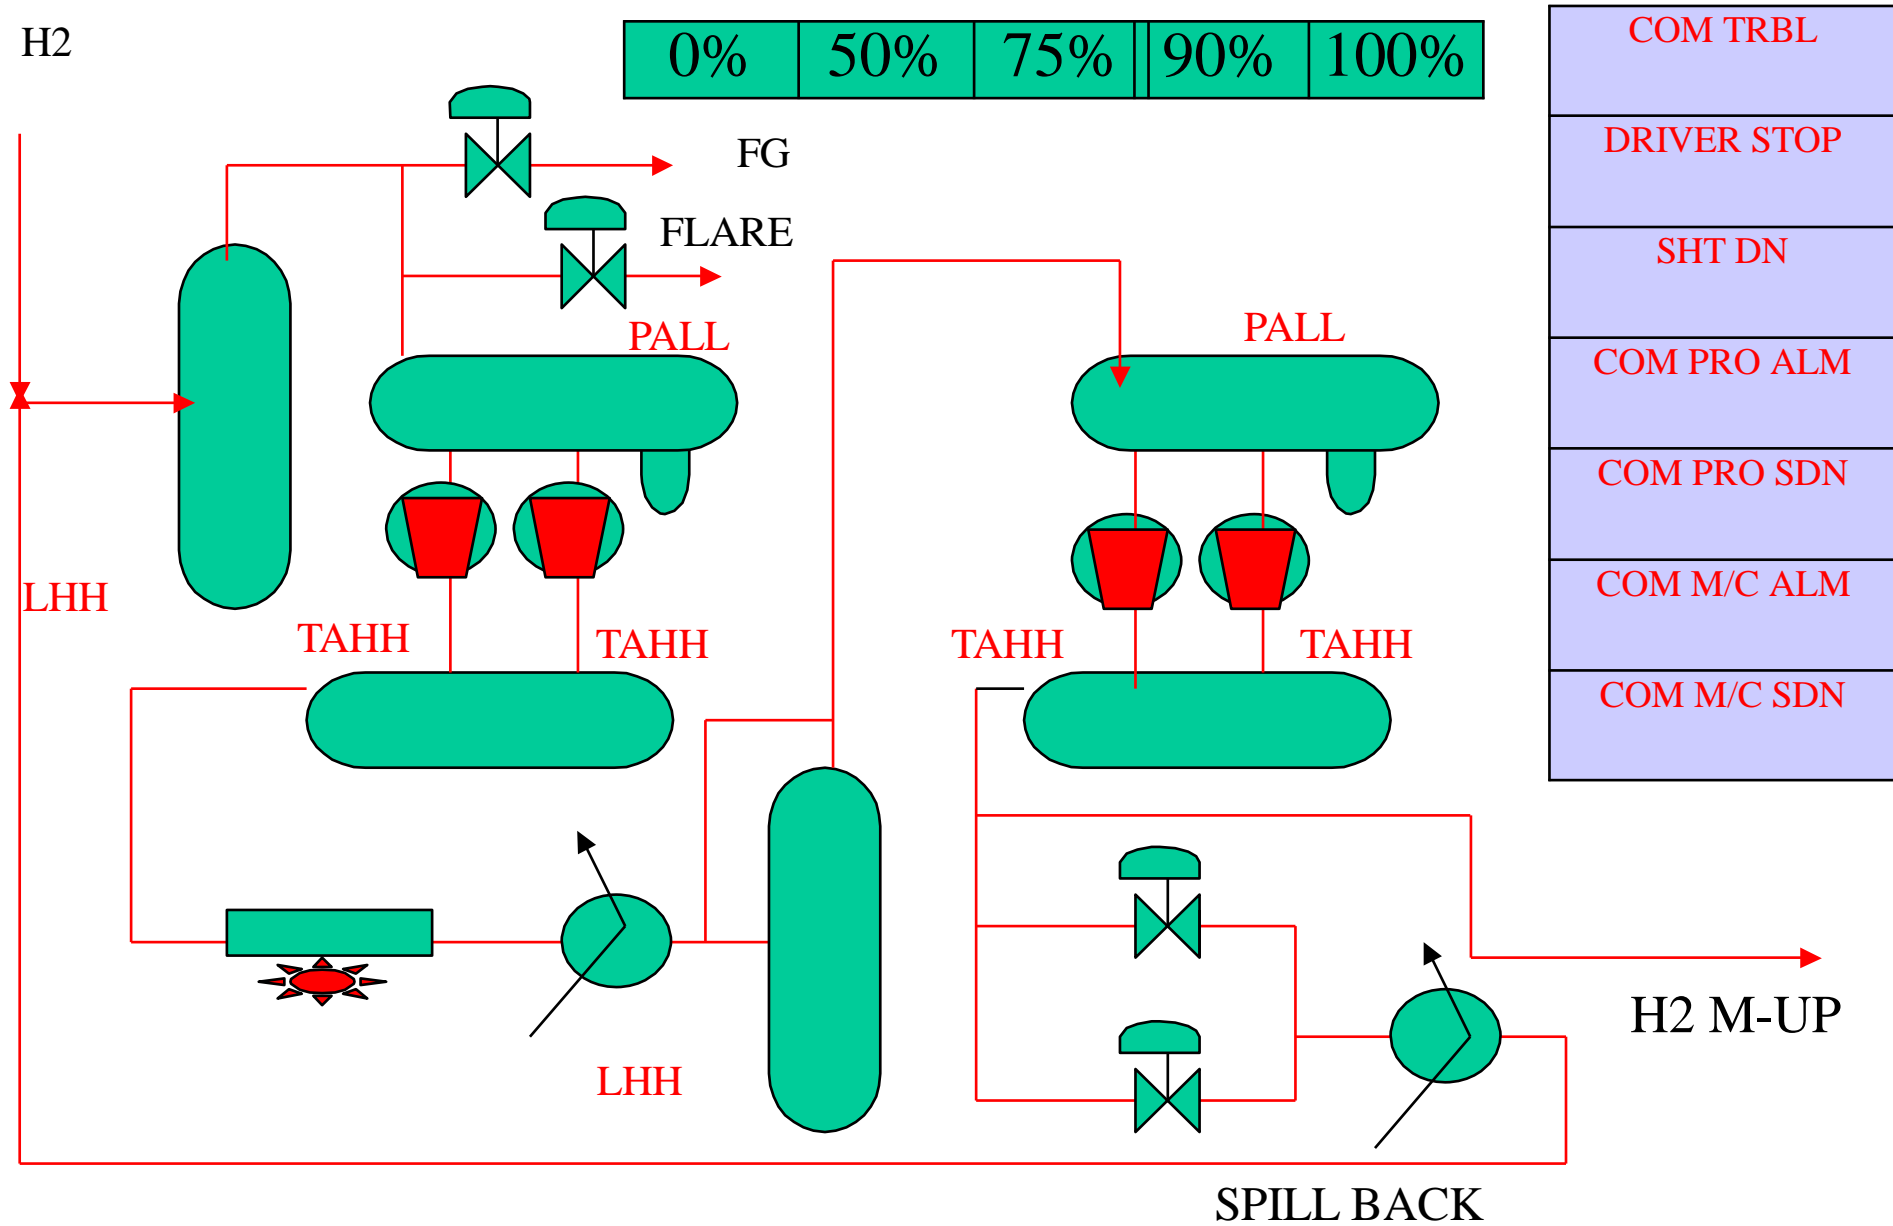 H2
0% 50% 75% 90% 100%
COM TRBL
DRIVER STOP
SHT DN
COM PRO ALM
COM PRO SDN
COM M/C ALM
COM M/C SDN
FG
FLARE
PALL
PALL
LHH
TAHH
TAHH
TAHH
TAHH
LHH
H2 M-UP
SPILL BACK